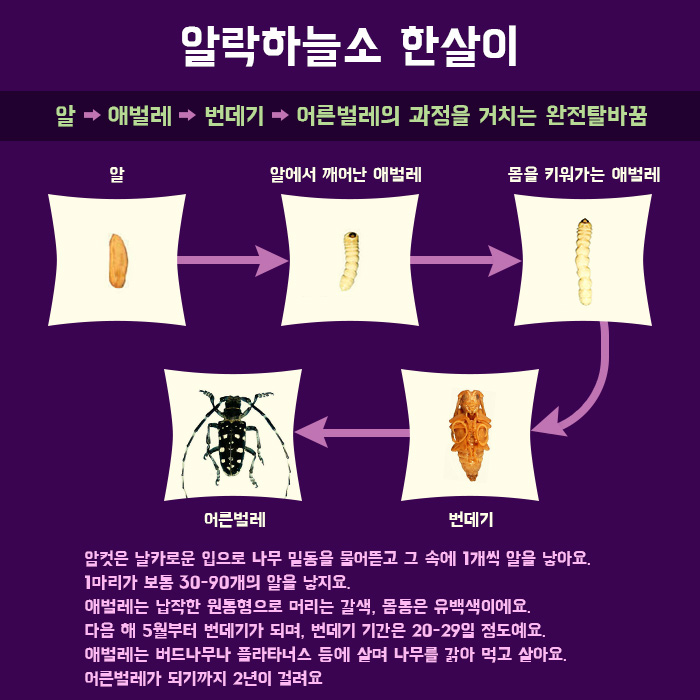 알락하늘소 한살이
알 ➡ 애벌레 ➡ 번데기 ➡ 어른벌레의 과정을 거치는 완전탈바꿈
알
알에서 깨어난 애벌레
몸을 키워가는 애벌레
어른벌레
번데기
암컷은 날카로운 입으로 나무 밑동을 물어뜯고 그 속에 1개씩 알을 낳아요.
1마리가 보통 30-90개의 알을 낳지요.
애벌레는 납작한 원통형으로 머리는 갈색, 몸통은 유백색이에요.
다음 해 5월부터 번데기가 되며, 번데기 기간은 20-29일 정도예요.
애벌레는 버드나무나 플라타너스 등에 살며 나무를 갉아 먹고 살아요.
어른벌레가 되기까지 2년이 걸려요